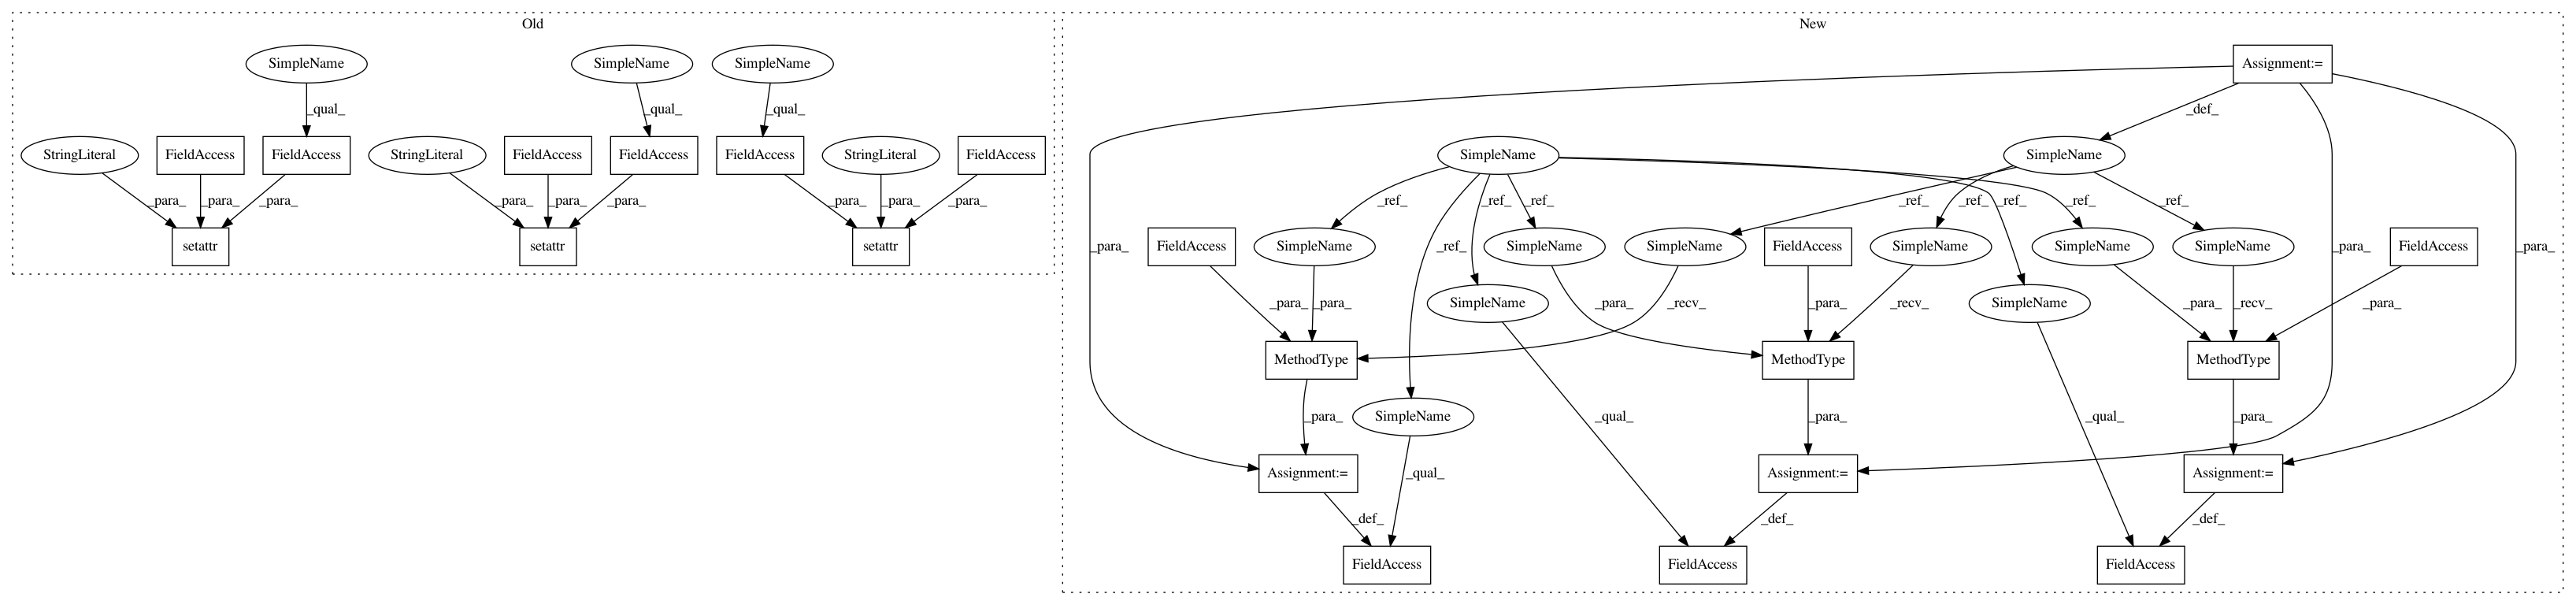 Old
New
SimpleName
SimpleName
SimpleName
Assignment:=
_qual_
_qual_
_qual_
_def_
StringLiteral
FieldAccess
FieldAccess
StringLiteral
FieldAccess
FieldAccess
FieldAccess
StringLiteral
FieldAccess
SimpleName
SimpleName
_para_
_para_
_para_
_para_
_para_
_para_
_para_
_para_
_para_
_ref_
_ref_
_ref_
_ref_
_ref_
_ref_
_ref_
setattr
setattr
setattr
_para_
FieldAccess
SimpleName
_ref_
SimpleName
SimpleName
FieldAccess
SimpleName
SimpleName
SimpleName
_para_
FieldAccess
_para_
_para_
_para_
SimpleName
_para_
_recv_
_para_
_recv_
SimpleName
_para_
_recv_
_para_
MethodType
MethodType
MethodType
_para_
SimpleName
_qual_
_para_
_para_
_qual_
Assignment:=
_qual_
Assignment:=
Assignment:=
_def_
_def_
_def_
FieldAccess
FieldAccess
FieldAccess